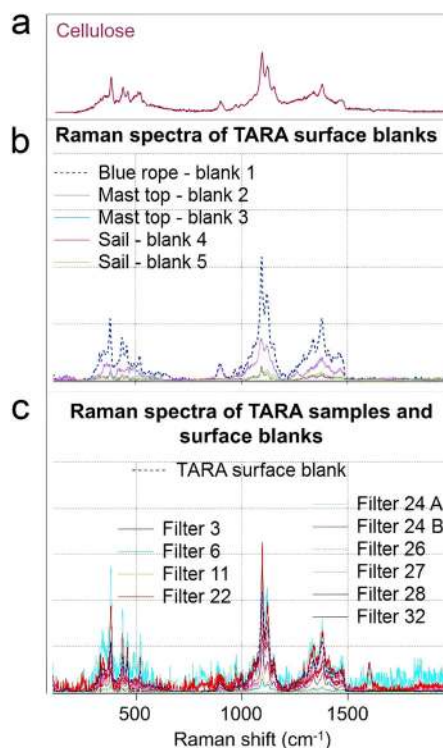 a
Cellulose
b
Raman spectra of TARA surface blanks
Blue rope - blank 1
Mast top - blank 2
Mast top - blank 3
Sail - blank 4
Sail - blank 5
c
Raman spectra of TARA samples and
surface blanks
TARA surface blank
Filter 3
Filter 6
Filter 11
Filter 22
Filter 24 A
Filter 24 B
Filter 26
Filter 27
Filter 28
Filter 32
500
1000
1500
Raman shift (cm⁻¹)